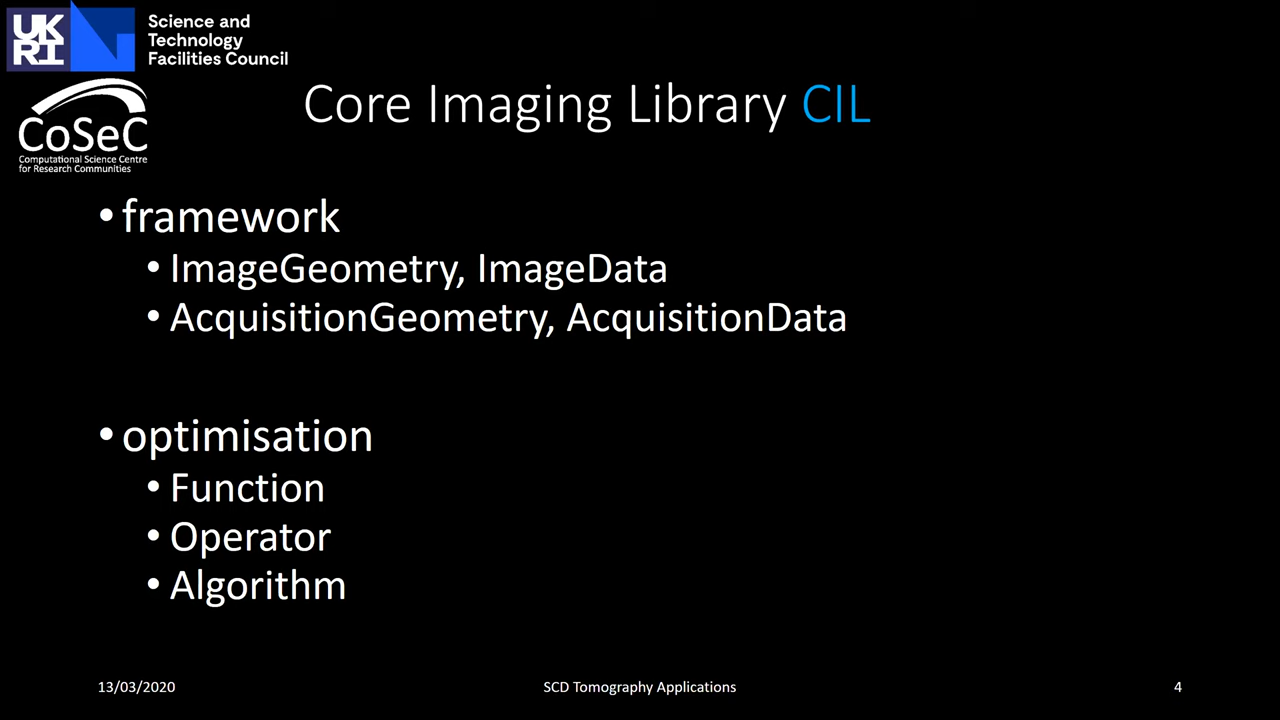 UK
RI
Science and
Technology
Facilities Council
CoSeC
Computational Science Centre
for Research Communities
Core Imaging Library CIL
• framework
• ImageGeometry, ImageData
• AcquisitionGeometry, AcquisitionData
• optimisation
• Function
• Operator
• Algorithm
13/03/2020
SCD Tomography Applications
4